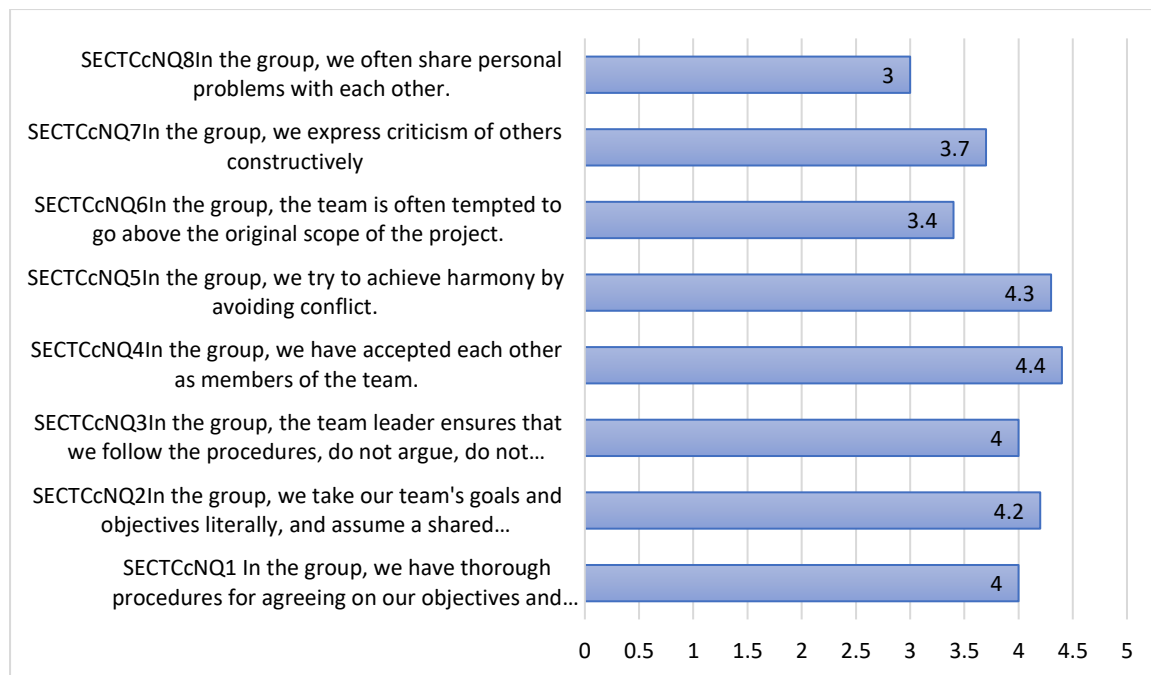 SECTCcNQ8In the group, we often share personal
problems with each other.
3
SECTCcNQ7In the group, we express criticism of others
constructively
3.7
SECTCcNQ6In the group, the team is often tempted to
go above the original scope of the project.
3.4
SECTCcNQ5In the group, we try to achieve harmony by
avoiding conflict.
4.3
SECTCcNQ4In the group, we have accepted each other
as members of the team.
4.4
SECTCcNQ3In the group, the team leader ensures that
we follow the procedures, do not argue, do not…
4
SECTCcNQ2In the group, we take our team's goals and
objectives literally, and assume a shared…
4.2
SECTCcNQ1 In the group, we have thorough
procedures for agreeing on our objectives and…
4
0 0.5 1 1.5 2 2.5 3 3.5 4 4.5 5